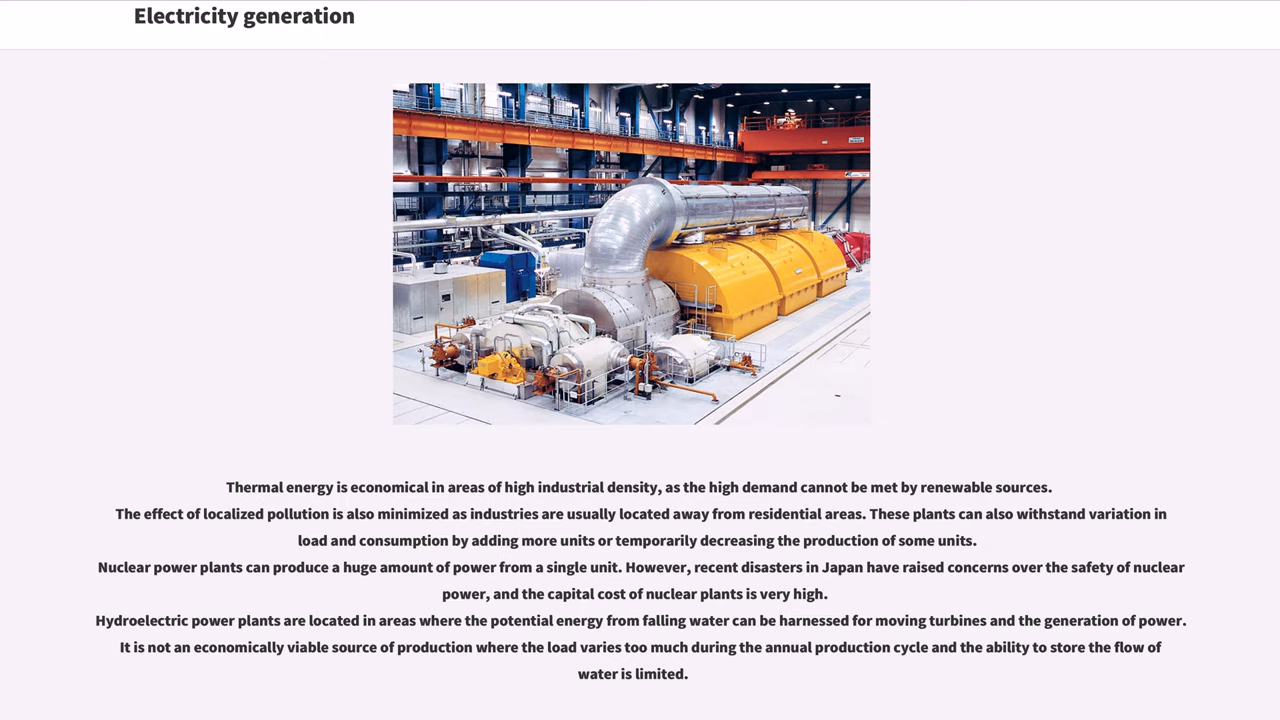 Electricity generation
Thermal energy is economical in areas of high industrial density, as the high demand cannot be met by renewable sources.
The effect of localized pollution is also minimized as industries are usually located away from residential areas. These plants can also withstand variation in
load and consumption by adding more units or temporarily decreasing the production of some units.
Nuclear power plants can produce a huge amount of power from a single unit. However, recent disasters in Japan have raised concerns over the safety of nuclear
power, and the capital cost of nuclear plants is very high.
Hydroelectric power plants are located in areas where the potential energy from falling water can be harnessed for moving turbines and the generation of power.
It is not an economically viable source of production where the load varies too much during the annual production cycle and the ability to store the flow of
water is limited.